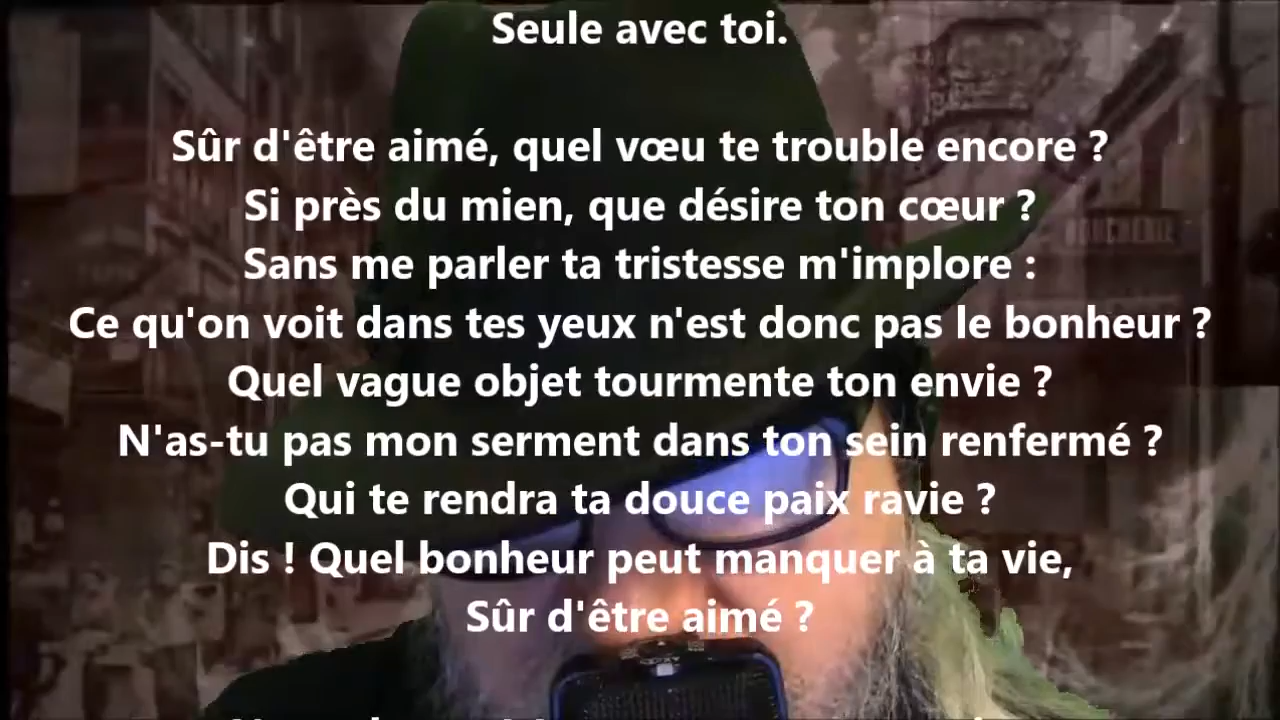 Seule avec toi.
Sûr d'être aimé, quel vœu te trouble encore ?
Si près du mien, que désire ton cœur ?
Sans me parler ta tristesse m'implore :
Ce qu'on voit dans tes yeux n'est donc pas le bonheur ?
Quel vague objet tourmente ton envie ?
N'as-tu pas mon serment dans ton sein renfermé ?
Qui te rendra ta douce paix ravie ?
Dis ! Quel bonheur peut manquer à ta vie,
Sûr d'être aimé ?
BOUCHERIE